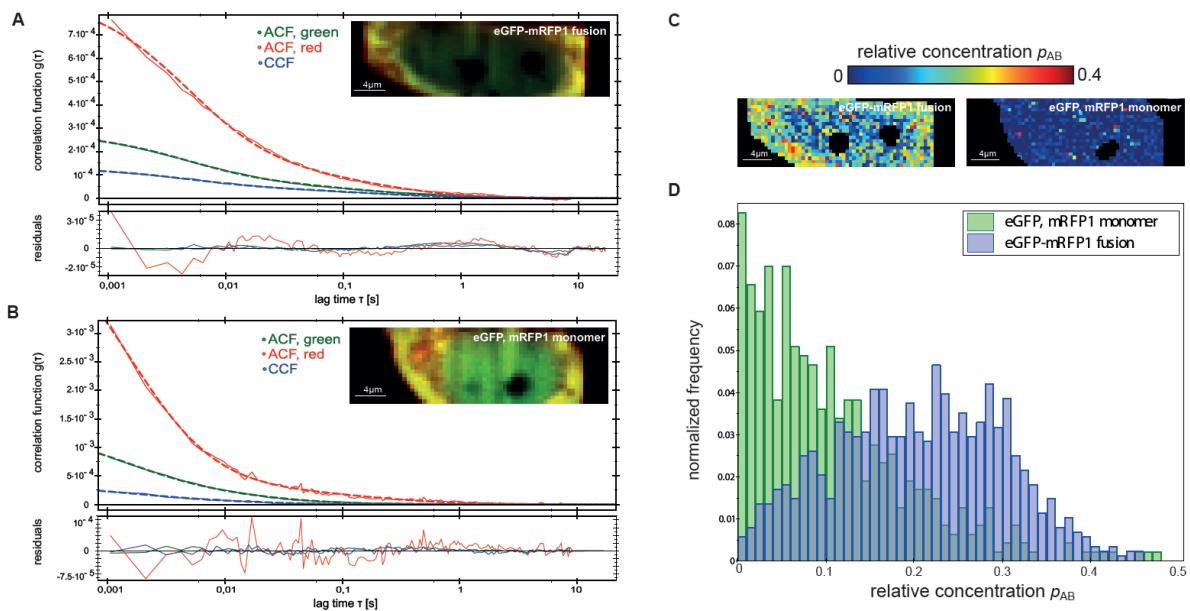 A
ACF, green
ACF, red
CCF
eGFP-mRFP1 fusion
4µm
correlation function g(τ)
7·10⁻⁴
6·10⁻⁴
5·10⁻⁴
4·10⁻⁴
3·10⁻⁴
2·10⁻⁴
10⁻⁴
0
residuals
3·10⁻⁵
0
-2·10⁻⁵
0,001
0,01
0,1
1
10
lag time τ [s]
B
ACF, green
ACF, red
CCF
eGFP, mRFP1 monomer
4µm
correlation function g(τ)
3·10⁻³
2.5·10⁻³
2·10⁻³
1.5·10⁻³
10⁻³
5·10⁻⁴
0
residuals
10⁻⁴
0
-7.5·10⁻⁵
0,001
0,01
0,1
1
10
lag time τ [s]
C
relative concentration pAB
0
0.4
eGFP-mRFP1 fusion
4µm
eGFP, mRFP1 monomer
4µm
D
eGFP, mRFP1 monomer
eGFP-mRFP1 fusion
normalized frequency
0.08
0.07
0.06
0.05
0.04
0.03
0.02
0.01
0
0
0.1
0.2
0.3
0.4
0.5
relative concentration pAB